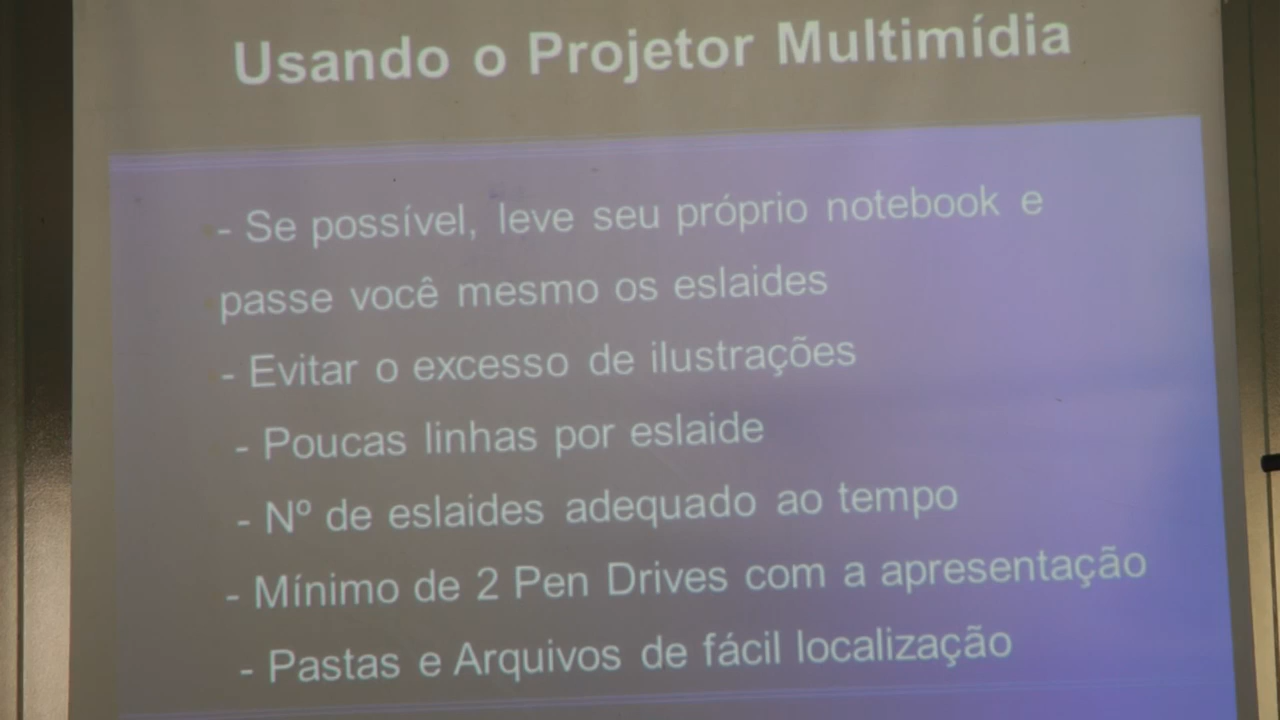 Usando o Projetor Multimídia
- Se possível, leve seu próprio notebook e
passe você mesmo os eslaides
- Evitar o excesso de ilustrações
- Poucas linhas por eslaide
- Nº de eslaides adequado ao tempo
- Mínimo de 2 Pen Drives com a apresentação
- Pastas e Arquivos de fácil localização